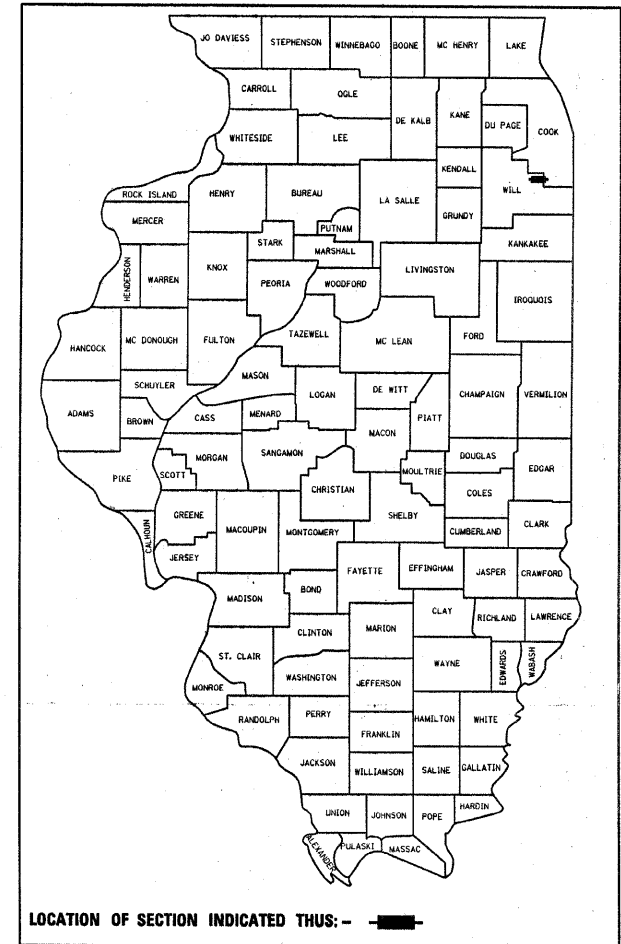 JO DAVIESS
STEPHENSON
WINNEBAGO
BOONE
MC HENRY
LAKE
CARROLL
OGLE
DE KALB
KANE
DU PAGE
COOK
WHITESIDE
LEE
KENDALL
WILL
ROCK ISLAND
HENRY
BUREAU
LA SALLE
GRUNDY
MERCER
PUTNAM
KANKAKEE
STARK
MARSHALL
HENDERSON
WARREN
KNOX
PEORIA
WOODFORD
LIVINGSTON
IROQUOIS
HANCOCK
MC DONOUGH
FULTON
TAZEWELL
MC LEAN
FORD
SCHUYLER
MASON
LOGAN
DE WITT
CHAMPAIGN
VERMILION
ADAMS
BROWN
CASS
MENARD
PIATT
MACON
PIKE
SCOTT
MORGAN
SANGAMON
MOULTRIE
DOUGLAS
EDGAR
CHRISTIAN
COLES
GREENE
MACOUPIN
MONTGOMERY
SHELBY
CUMBERLAND
CLARK
CALHOUN
JERSEY
FAYETTE
EFFINGHAM
JASPER
CRAWFORD
MADISON
BOND
CLAY
RICHLAND
LAWRENCE
CLINTON
MARION
ST. CLAIR
WAYNE
EDWARDS
WABASH
MONROE
WASHINGTON
JEFFERSON
RANDOLPH
PERRY
HAMILTON
WHITE
FRANKLIN
JACKSON
WILLIAMSON
SALINE
GALLATIN
UNION
JOHNSON
POPE
HARDIN
ALEXANDER
PULASKI
MASSAC
LOCATION OF SECTION INDICATED THUS:-